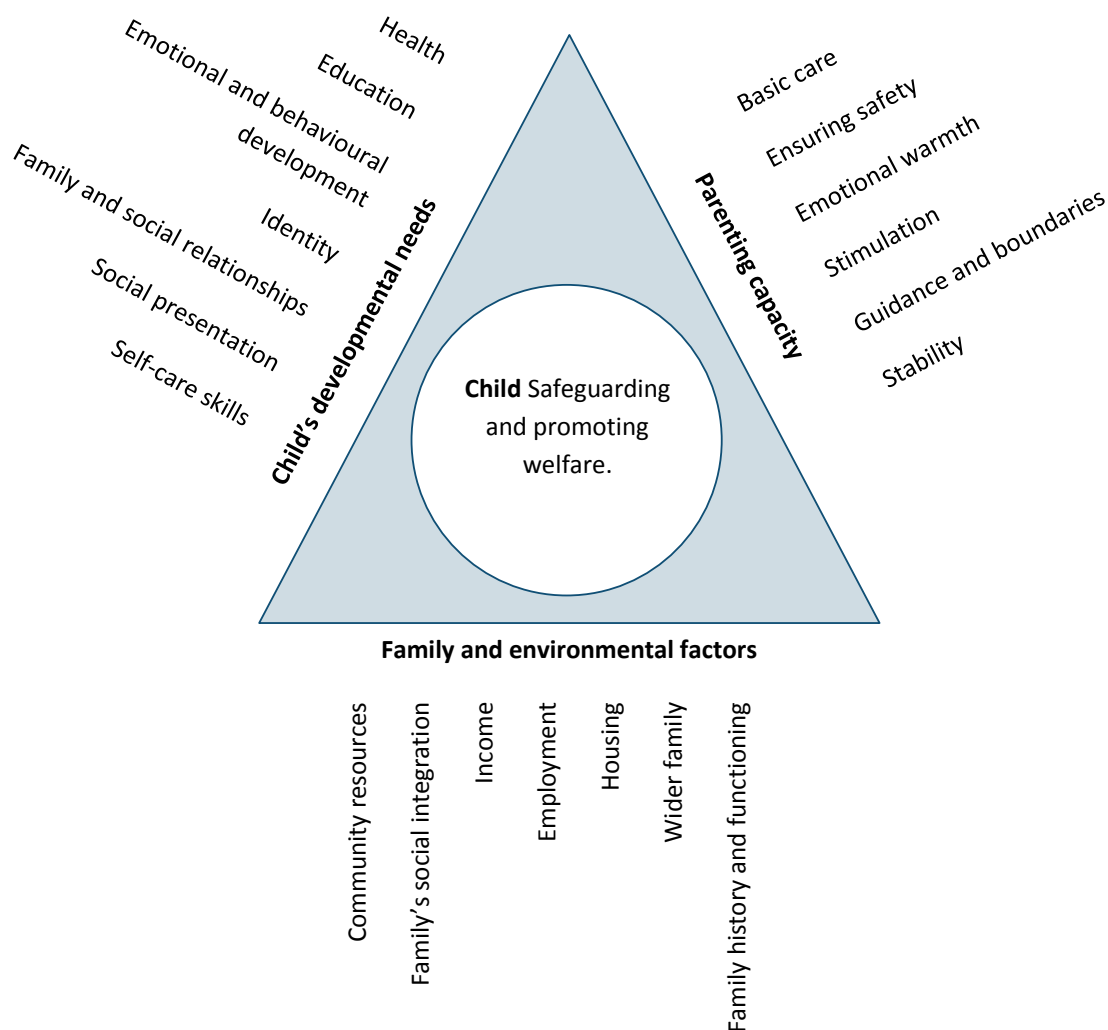 Health
Education
Emotional and behavioural
development
Identity
Family and social relationships
Social presentation
Self-care skills
Child’s developmental needs
Basic care
Ensuring safety
Emotional warmth
Stimulation
Guidance and boundaries
Stability
Parenting capacity
Child Safeguarding
and promoting
welfare.
Family and environmental factors
Community resources
Family’s social integration
Income
Employment
Housing
Wider family
Family history and functioning